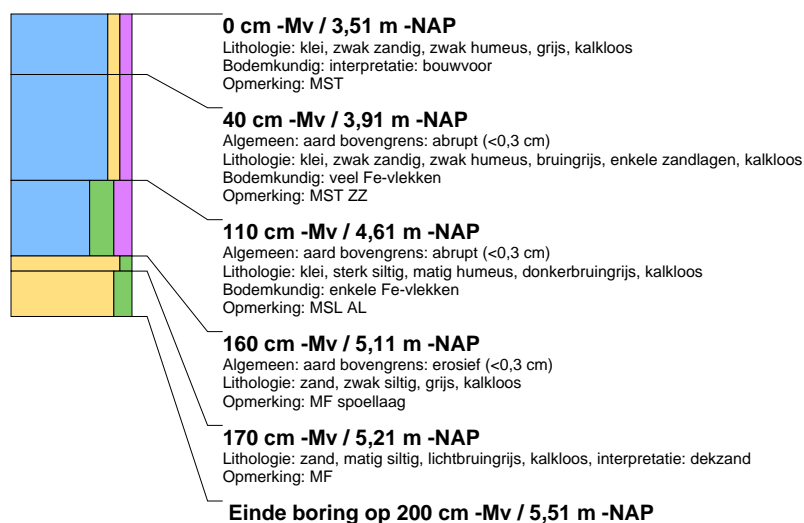 0 cm -Mv / 3,51 m -NAP
Lithologie: klei, zwak zandig, zwak humeus, grijs, kalkloos
Bodemkundig: interpretatie: bouwvoor
Opmerking: MST
40 cm -Mv / 3,91 m -NAP
Algemeen: aard bovengrens: abrupt (<0,3 cm)
Lithologie: klei, zwak zandig, zwak humeus, bruingrijs, enkele zandlagen, kalkloos
Bodemkundig: veel Fe-vlekken
Opmerking: MST ZZ
110 cm -Mv / 4,61 m -NAP
Algemeen: aard bovengrens: abrupt (<0,3 cm)
Lithologie: klei, sterk siltig, matig humeus, donkerbruingrijs, kalkloos
Bodemkundig: enkele Fe-vlekken
Opmerking: MSL AL
160 cm -Mv / 5,11 m -NAP
Algemeen: aard bovengrens: erosief (<0,3 cm)
Lithologie: zand, zwak siltig, grijs, kalkloos
Opmerking: MF spoellaag
170 cm -Mv / 5,21 m -NAP
Lithologie: zand, matig siltig, lichtbruingrijs, kalkloos, interpretatie: dekzand
Opmerking: MF
Einde boring op 200 cm -Mv / 5,51 m -NAP